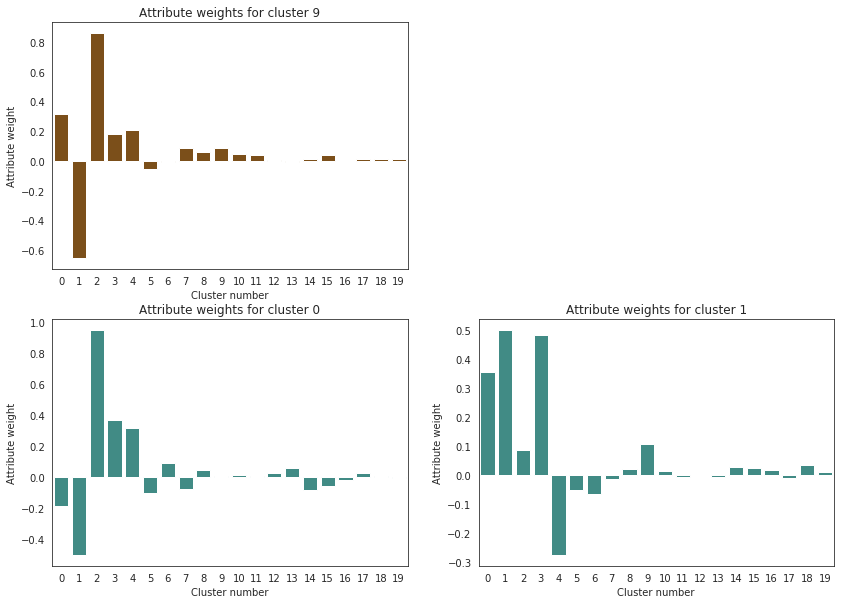 Attribute weights for cluster 9
Attribute weight
0.8
0.6
0.4
0.2
0.0
−0.2
−0.4
−0.6
0 1 2 3 4 5 6 7 8 9 10 11 12 13 14 15 16 17 18 19
Cluster number
Attribute weights for cluster 0
Attribute weight
1.0
0.8
0.6
0.4
0.2
0.0
−0.2
−0.4
0 1 2 3 4 5 6 7 8 9 10 11 12 13 14 15 16 17 18 19
Cluster number
Attribute weights for cluster 1
Attribute weight
0.5
0.4
0.3
0.2
0.1
0.0
−0.1
−0.2
−0.3
0 1 2 3 4 5 6 7 8 9 10 11 12 13 14 15 16 17 18 19
Cluster number